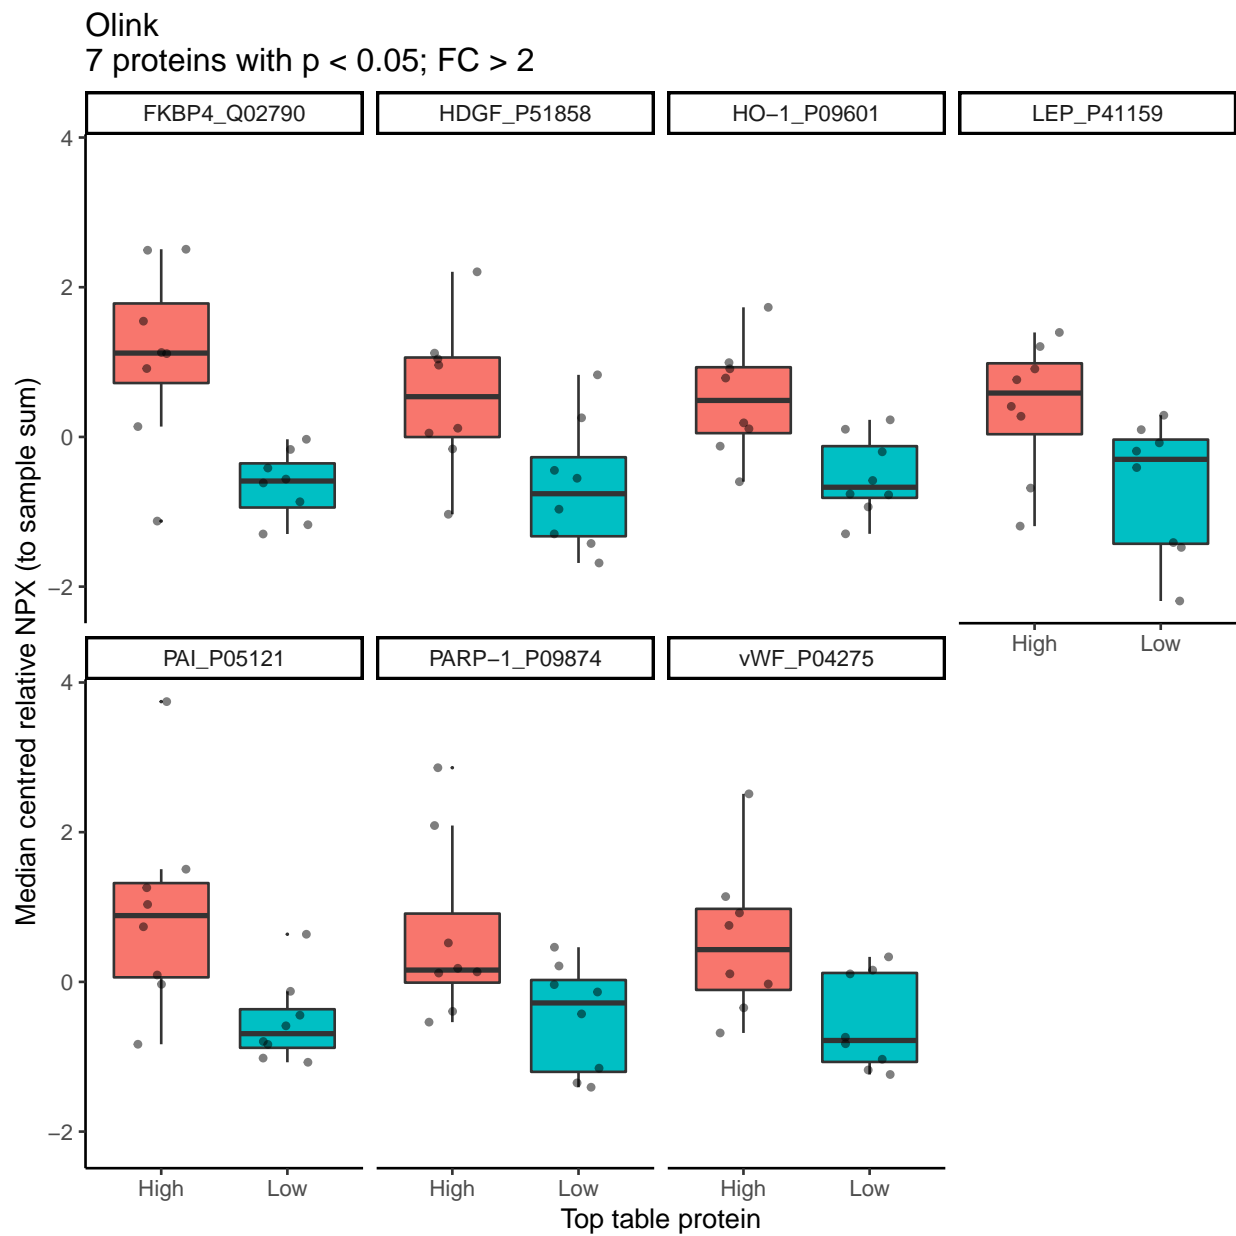 Olink
7 proteins with p < 0.05; FC > 2
FKBP4_Q02790
HDGF_P51858
HO−1_P09601
LEP_P41159
4
2
0
−2
High
Low
PAI_P05121
PARP−1_P09874
vWF_P04275
4
2
0
−2
High
Low
High
Low
High
Low
Top table protein
Median centred relative NPX (to sample sum)